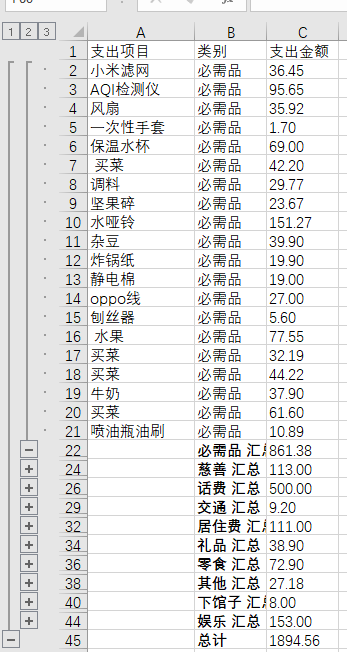 1 2 3 A B C
1 支出项目 类别 支出金额
2 小米滤网 必需品 36.45
3 AQI检测仪 必需品 95.65
4 风扇 必需品 35.92
5 一次性手套 必需品 1.70
6 保温水杯 必需品 69.00
7 买菜 必需品 42.20
8 调料 必需品 29.77
9 坚果碎 必需品 23.67
10 水哑铃 必需品 151.27
11 杂豆 必需品 39.90
12 炸锅纸 必需品 19.90
13 静电棉 必需品 19.00
14 oppo线 必需品 27.00
15 刨丝器 必需品 5.60
16 水果 必需品 77.55
17 买菜 必需品 32.19
18 买菜 必需品 44.22
19 牛奶 必需品 37.90
20 买菜 必需品 61.60
21 喷油瓶油刷 必需品 10.89
22 必需品 汇 861.38
24 慈善 汇总 113.00
26 话费 汇总 500.00
29 交通 汇总 9.20
32 居住费 汇 111.00
34 礼品 汇总 38.90
36 零食 汇总 72.90
38 其他 汇总 27.18
40 下馆子 汇 8.00
44 娱乐 汇总 153.00
45 总计 1894.56